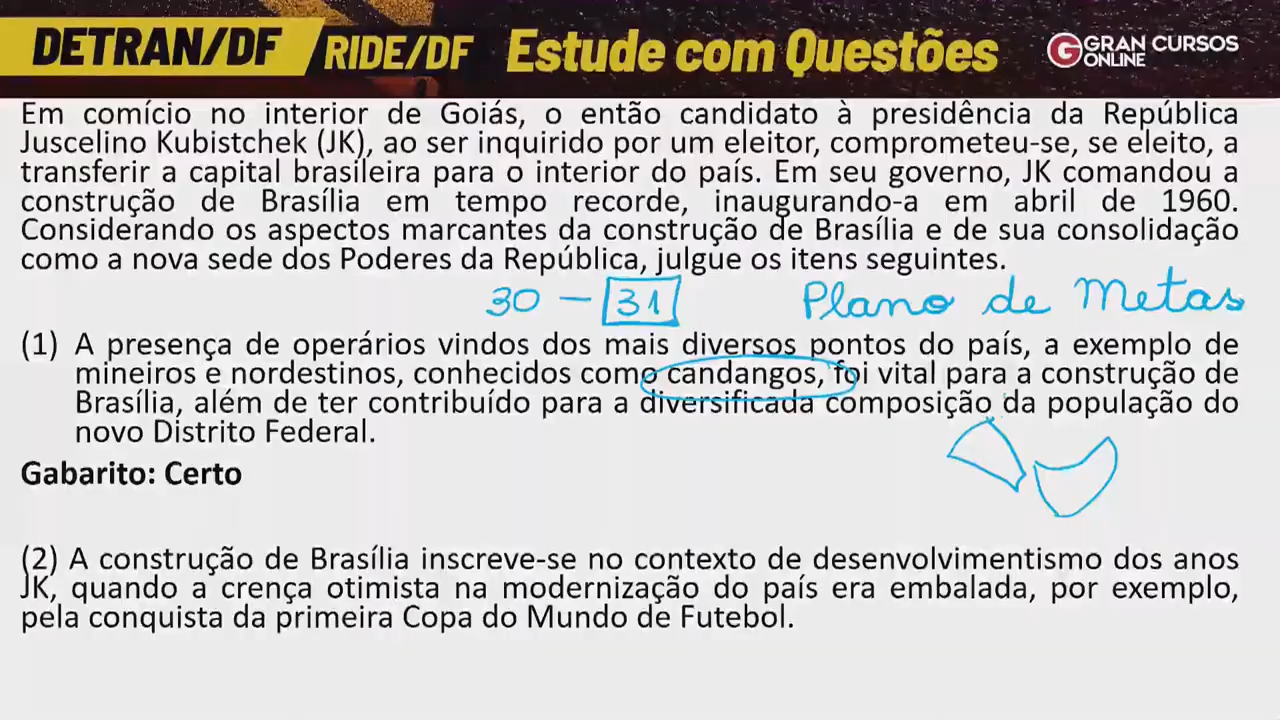 DETRAN/DF RIDE/DF Estude com Questões GRAN CURSOS ONLINE
Em comício no interior de Goiás, o então candidato à presidência da República
Juscelino Kubistchek (JK), ao ser inquirido por um eleitor, comprometeu-se, se eleito, a
transferir a capital brasileira para o interior do país. Em seu governo, JK comandou a
construção de Brasília em tempo recorde, inaugurando-a em abril de 1960.
Considerando os aspectos marcantes da construção de Brasília e de sua consolidação
como a nova sede dos Poderes da República, julgue os itens seguintes.
30 — 31 Plano de Metas
(1) A presença de operários vindos dos mais diversos pontos do país, a exemplo de
mineiros e nordestinos, conhecidos como candangos, foi vital para a construção de
Brasília, além de ter contribuído para a diversificada composição da população do
novo Distrito Federal.
Gabarito: Certo
(2) A construção de Brasília inscreve-se no contexto de desenvolvimentismo dos anos
JK, quando a crença otimista na modernização do país era embalada, por exemplo,
pela conquista da primeira Copa do Mundo de Futebol.